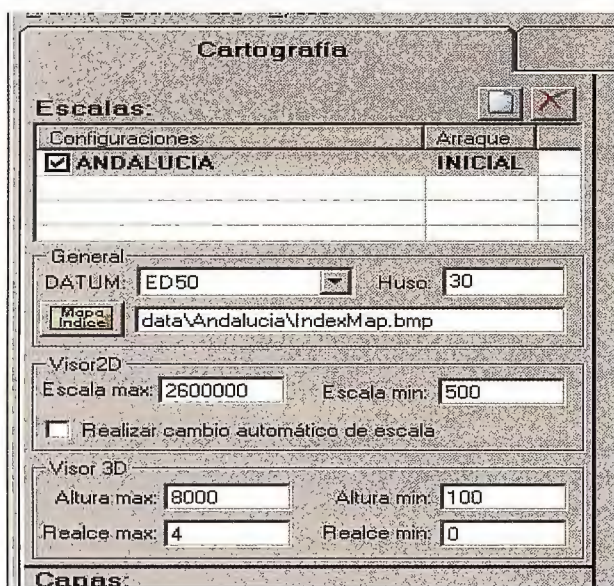 Cartografía
Escalas:
Configuraciones Arraque
ANDALUCIA INICIAL
General
DATUM: ED50 Huso: 30
Mapa Indice data\Andalucia\IndexMap.bmp
Visor2D
Escala max: 2600000 Escala min: 500
Realizar cambio automático de escala
Visor 3D
Altura max: 8000 Altura min: 100
Realce max: 4 Realce min: 0
Capas: